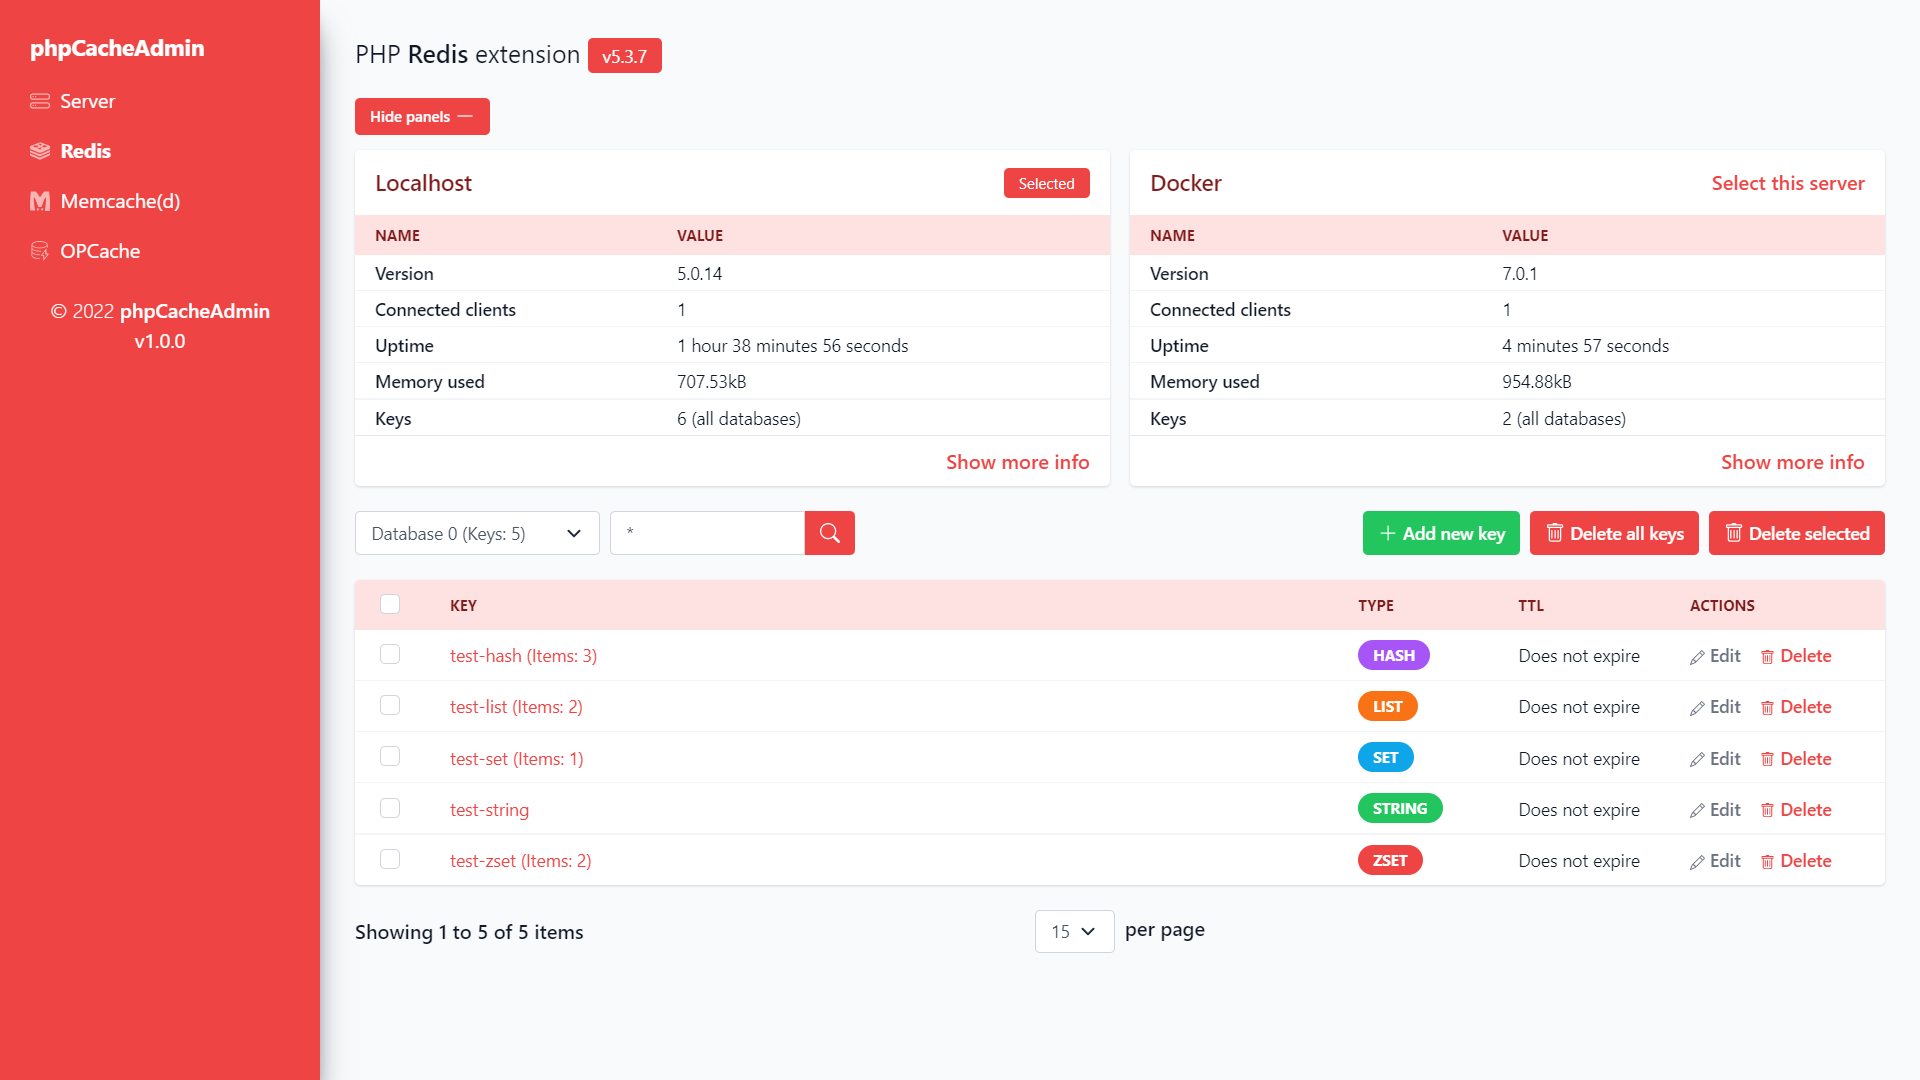 phpCacheAdmin
Server
Redis
Memcache(d)
OPCache
© 2022 phpCacheAdmin
v1.0.0
PHP Redis extension v5.3.7
Hide panels
Localhost Selected
NAME VALUE
Version 5.0.14
Connected clients 1
Uptime 1 hour 38 minutes 56 seconds
Memory used 707.53kB
Keys 6 (all databases)
Show more info
Docker Select this server
NAME VALUE
Version 7.0.1
Connected clients 1
Uptime 4 minutes 57 seconds
Memory used 954.88kB
Keys 2 (all databases)
Show more info
Database 0 (Keys: 5) * Add new key Delete all keys Delete selected
KEY TYPE TTL ACTIONS
test-hash (Items: 3) HASH Does not expire Edit Delete
test-list (Items: 2) LIST Does not expire Edit Delete
test-set (Items: 1) SET Does not expire Edit Delete
test-string STRING Does not expire Edit Delete
test-zset (Items: 2) ZSET Does not expire Edit Delete
Showing 1 to 5 of 5 items 15 per page